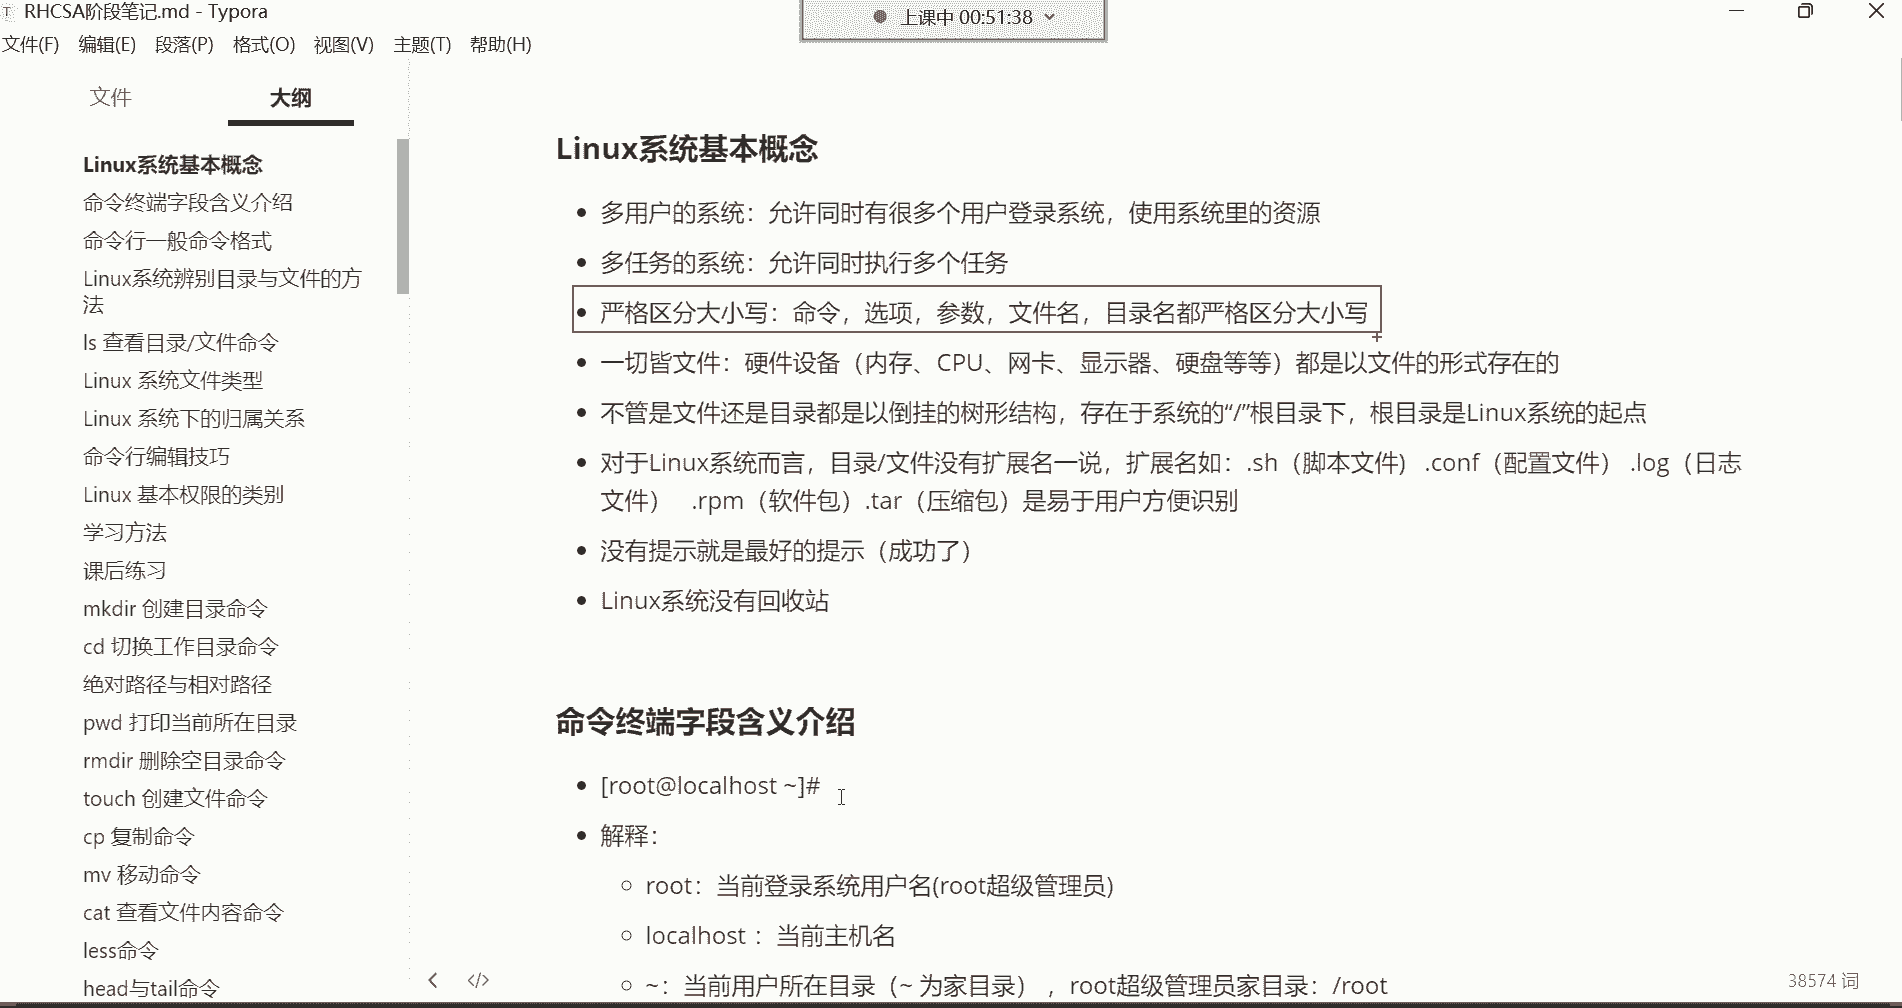 RHCSA阶段笔记.md - Typora
上课中 00:51:38
文件(F) 编辑(E) 段落(P) 格式(O) 视图(V) 主题(T) 帮助(H)
文件 大纲
Linux系统基本概念
命令终端字段含义介绍
命令行一般命令格式
Linux系统辨别目录与文件的方
法
ls 查看目录/文件命令
Linux 系统文件类型
Linux 系统下的归属关系
命令行编辑技巧
Linux 基本权限的类别
学习方法
课后练习
mkdir 创建目录命令
cd 切换工作目录命令
绝对路径与相对路径
pwd 打印当前所在目录
rmdir 删除空目录命令
touch 创建文件命令
cp 复制命令
mv 移动命令
cat 查看文件内容命令
less命令
head与tail命令
Linux系统基本概念
多用户的系统：允许同时有很多个用户登录系统，使用系统里的资源
多任务的系统：允许同时执行多个任务
严格区分大小写：命令，选项，参数，文件名，目录名都严格区分大小写
一切皆文件：硬件设备（内存、CPU、网卡、显示器、硬盘等等）都是以文件的形式存在的
不管是文件还是目录都是以倒挂的树形结构，存在于系统的“/”根目录下，根目录是Linux系统的起点
对于Linux系统而言，目录/文件没有扩展名一说，扩展名如：.sh（脚本文件）.conf（配置文件） .log（日志
文件） .rpm（软件包）.tar（压缩包）是易于用户方便识别
没有提示就是最好的提示（成功了）
Linux系统没有回收站
命令终端字段含义介绍
[root@localhost ~]#
解释：
root：当前登录系统用户名(root超级管理员)
localhost ：当前主机名
~：当前用户所在目录（~ 为家目录），root超级管理员家目录：/root
38574 词